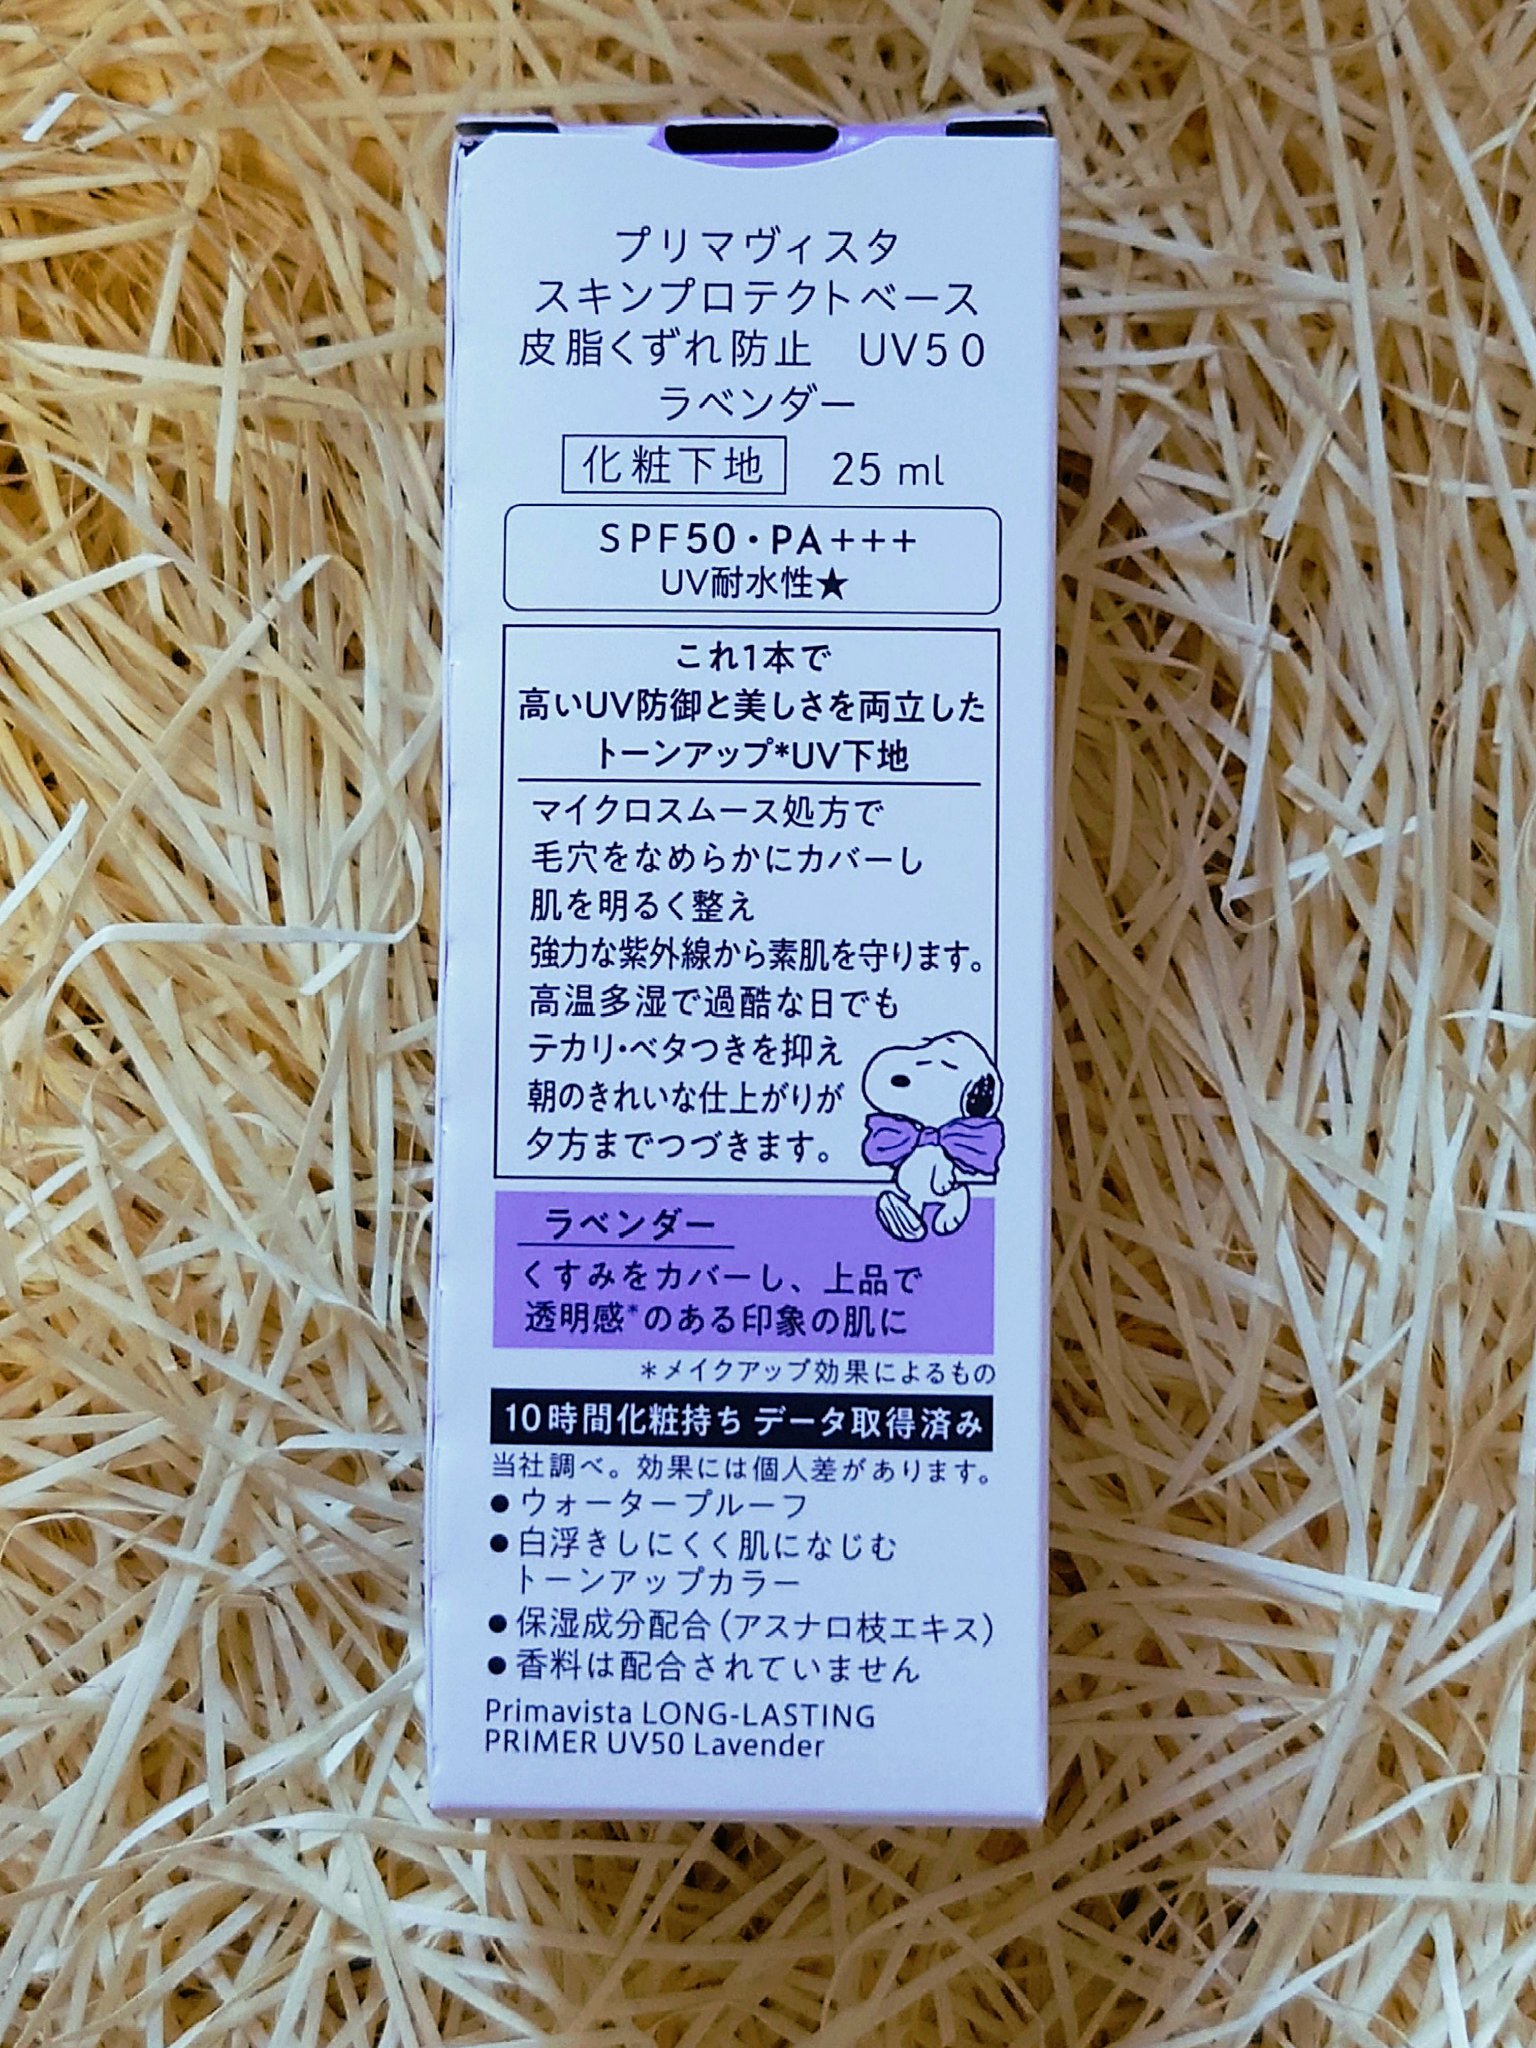 プリマヴィスタ
スキンプロテクトベース
皮脂くずれ防止　UV50
ラベンダー
化粧下地　25 ml
SPF50・PA+++
UV耐水性★
これ1本で
高いUV防御と美しさを両立した
トーンアップ*UV下地
マイクロスムース処方で
毛穴をなめらかにカバーし
肌を明るく整え
強力な紫外線から素肌を守ります。
高温多湿で過酷な日でも
テカリ・ベタつきを抑え
朝のきれいな仕上がりが
夕方までつづきます。
ラベンダー
くすみをカバーし、上品で
透明感*のある印象の肌に
*メイクアップ効果によるもの
10時間化粧持ち データ取得済み
当社調べ。効果には個人差があります。
●ウォータープルーフ
●白浮きしにくく肌になじむ
トーンアップカラー
●保湿成分配合(アスナロ枝エキス)
●香料は配合されていません
Primavista LONG-LASTING
PRIMER UV50 Lavender